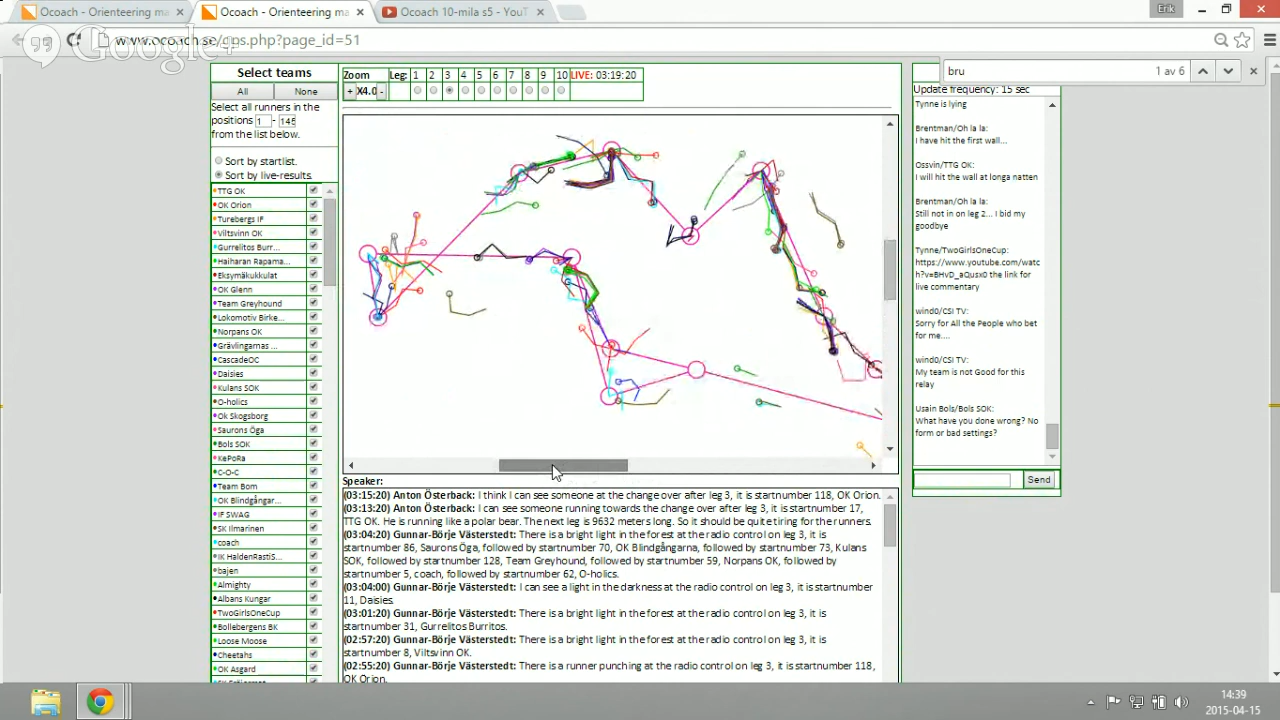 Ocoach - Orienteering ma
Ocoach - Orienteering ma
Ocoach 10-mila s5 - YouT
Erik
www.ocoach.se/gps.php?page_id=51
Google+
bru
1 av 6
Select teams
All
None
Select all runners in the
positions 1 - 145
from the list below.
Sort by startlist.
Sort by live-results.
TTG OK
OK Orion
Turebergs IF
Viltsvinn OK
Gurrelitos Burr...
Haiharan Rapama...
Eksymäkukkulat
OK Glenn
Team Greyhound
Lokomotiv Birke...
Norpans OK
Grävlingarnas ...
CascadeOC
Daisies
Kulans SOK
O-holics
Ok Skogsborg
Saurons Öga
Bols SOK
KePoRa
C-O-C
Team Bom
OK Blindgångar...
IF SWAG
SK Ilmarinen
coach
IK HaldenRastiS...
bajen
Almighty
Albans Kungar
TwoGirlsOneCup
Bollebergens BK
Loose Moose
Cheetahs
OK Asgard
Zoom
+ X4.0 -
Leg: 1 2 3 4 5 6 7 8 9 10 LIVE: 03:19:20
Speaker:
(03:15:20) Anton Österback: I think I can see someone at the change over after leg 3, it is startnumber 118, OK Orion.
(03:13:20) Anton Österback: I can see someone running towards the change over after leg 3, it is startnumber 17,
TTG OK. He is running like a polar bear. The next leg is 9632 meters long. So it should be quite tiring for the runners.
(03:04:20) Gunnar-Börje Västerstedt: There is a bright light in the forest at the radio control on leg 3, it is
startnumber 86, Saurons Öga, followed by startnumber 70, OK Blindgångarna, followed by startnumber 73, Kulans
SOK, followed by startnumber 128, Team Greyhound, followed by startnumber 59, Norpans OK, followed by
startnumber 5, coach, followed by startnumber 62, O-holics.
(03:04:00) Gunnar-Börje Västerstedt: I can see a light in the darkness at the radio control on leg 3, it is startnumber
11, Daisies.
(03:01:20) Gunnar-Börje Västerstedt: There is a bright light in the forest at the radio control on leg 3, it is
startnumber 31, Gurrelitos Burritos.
(02:57:20) Gunnar-Börje Västerstedt: There is a bright light in the forest at the radio control on leg 3, it is
startnumber 8, Viltsvinn OK.
(02:55:20) Gunnar-Börje Västerstedt: There is a runner punching at the radio control on leg 3, it is startnumber 118,
OK Orion.
Update frequency: 15 sec
Tynne is lying
Brentman/Oh la la:
I have hit the first wall...
Ossvin/TTG OK:
I will hit the wall at longa natten
Brentman/Oh la la:
Still not in on leg 2... I bid my
goodbye
Tynne/TwoGirlsOneCup:
https://www.youtube.com/watc
h?v=BHvD_aQusx0 the link for
live commentary
wind0/CSI TV:
Sorry for All the People who bet
for me....
wind0/CSI TV:
My team is not Good for this
relay
Usain Bols/Bols SOK:
What have you done wrong? No
form or bad settings?
Send
14:39
2015-04-15